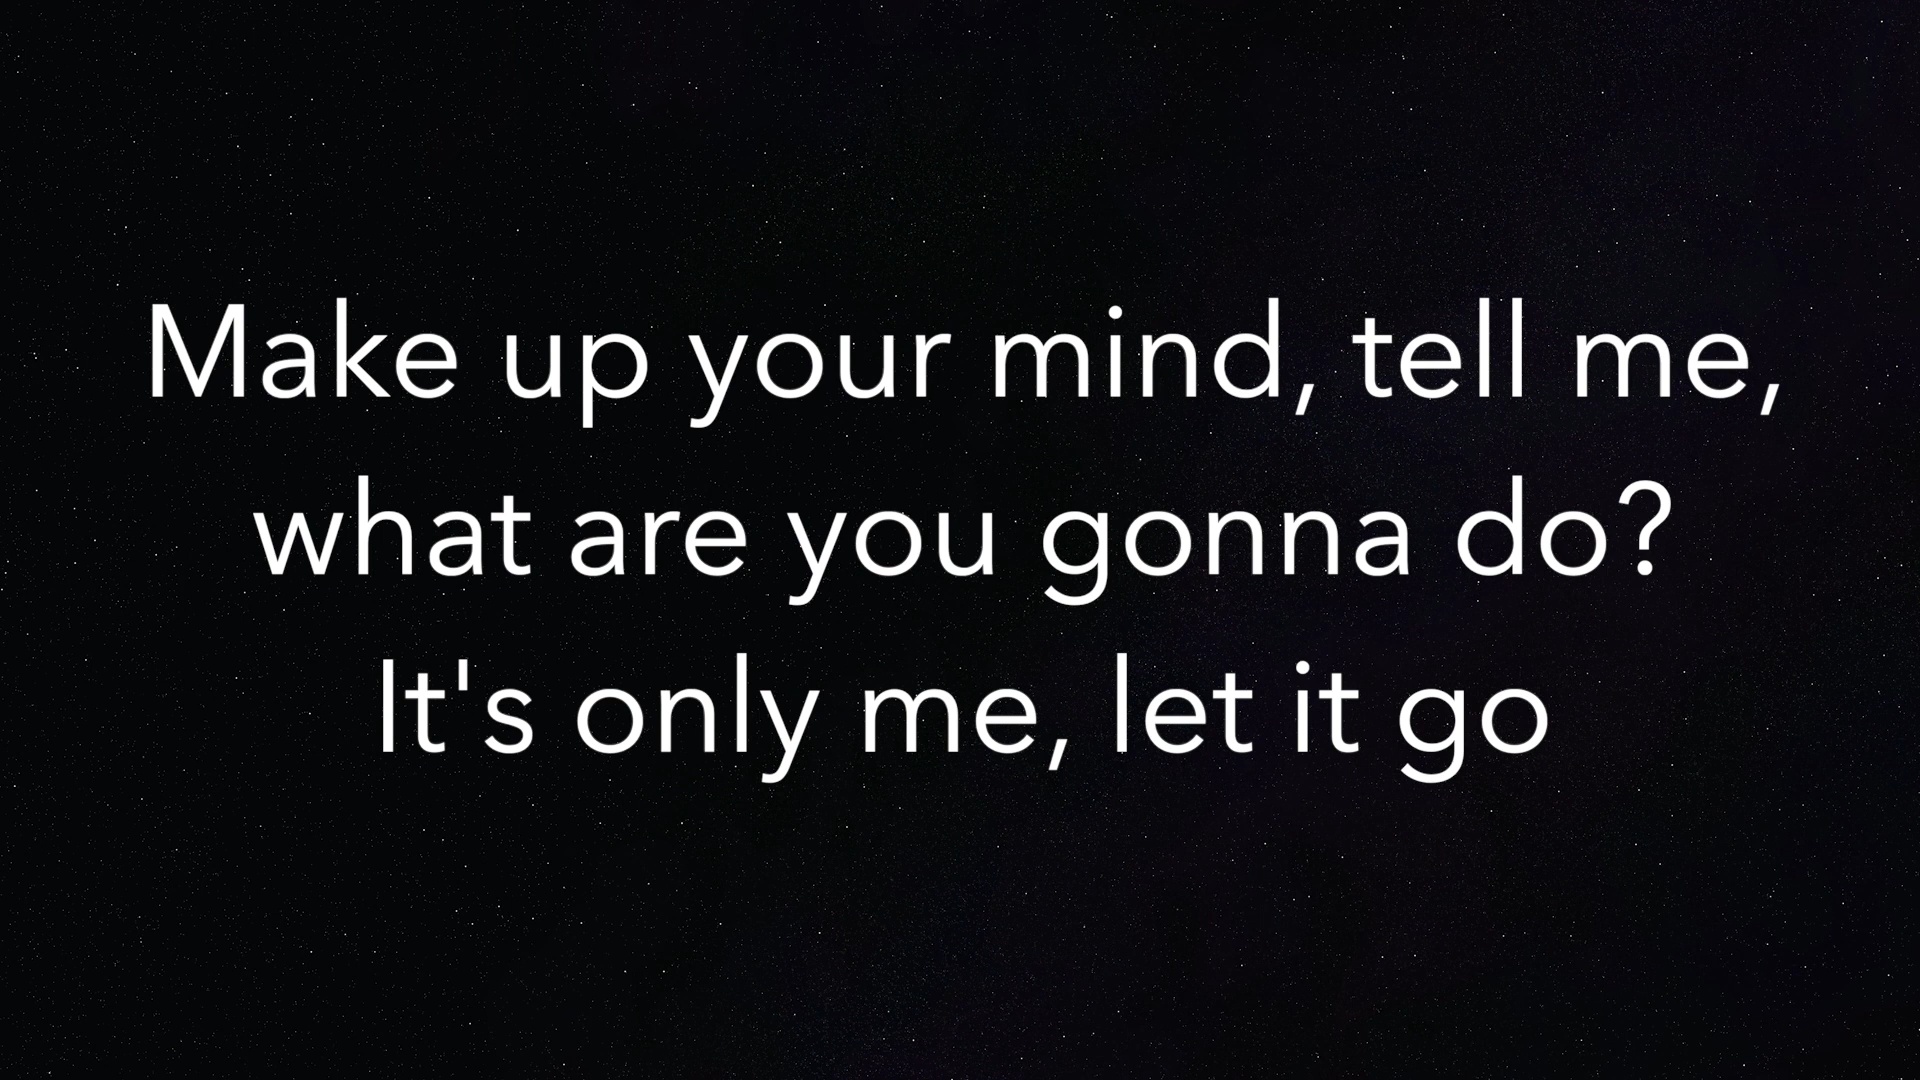 Make up your mind, tell me,
what are you gonna do?
It's only me, let it go